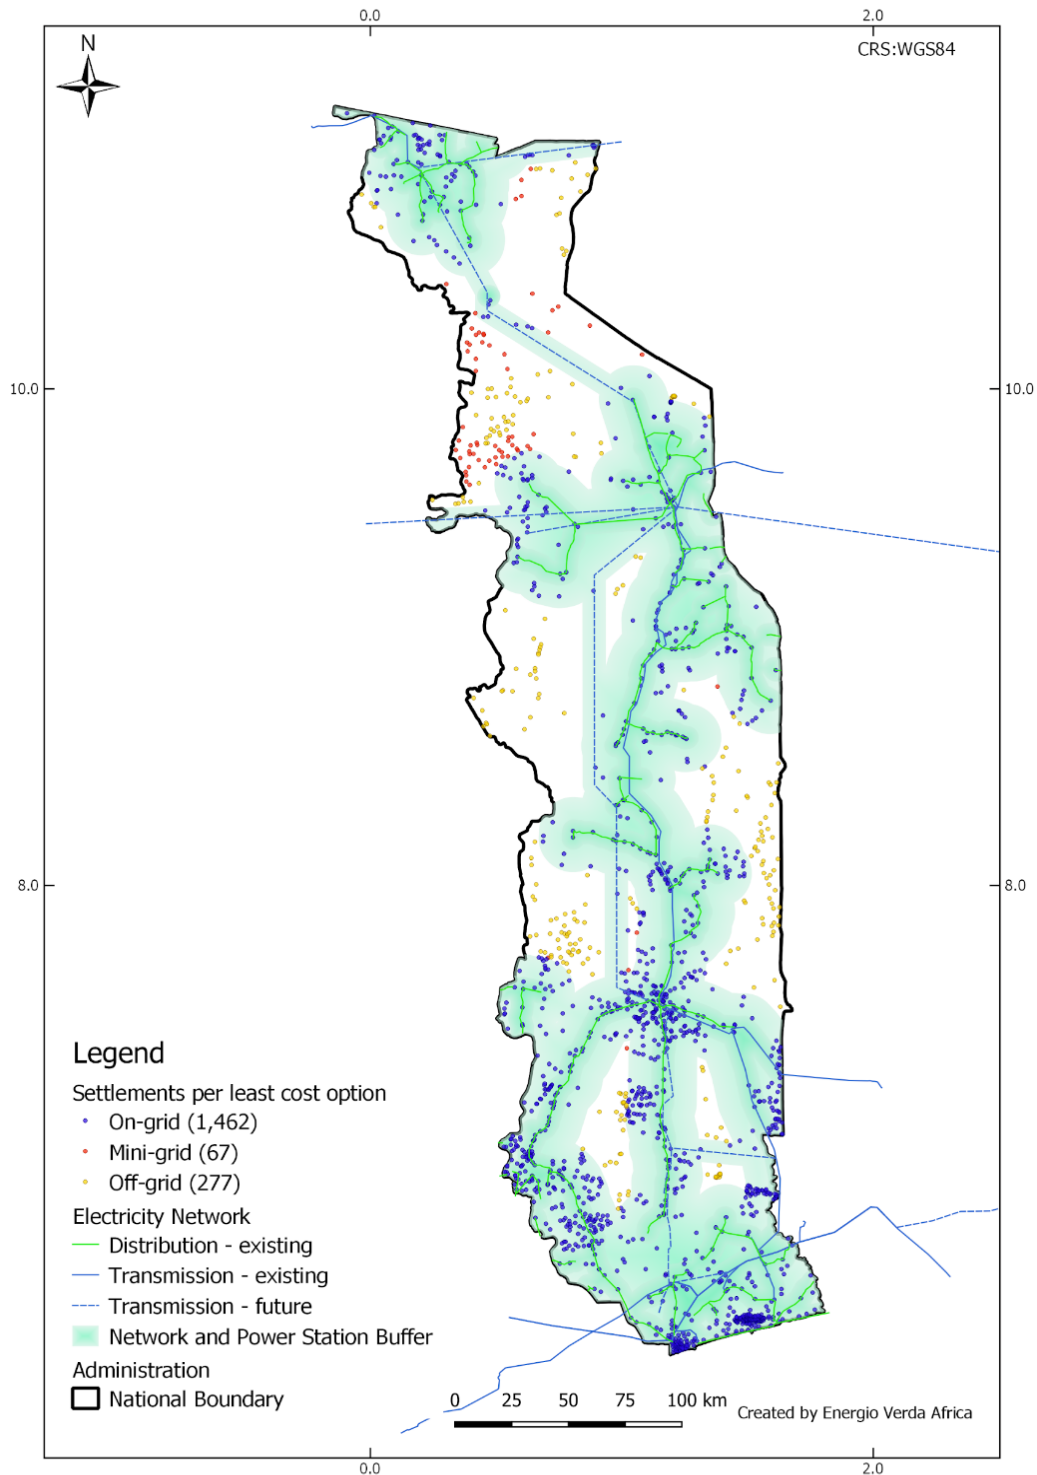 0.0 2.0
N
CRS:WGS84
10.0 10.0
8.0 8.0
Legend
Settlements per least cost option
On-grid (1,462)
Mini-grid (67)
Off-grid (277)
Electricity Network
Distribution - existing
Transmission - existing
Transmission - future
Network and Power Station Buffer
Administration
National Boundary
0 25 50 75 100 km
Created by Energio Verda Africa
0.0 2.0